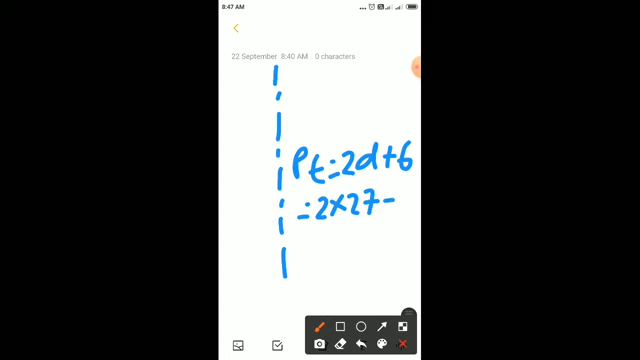 8:47 AM
22 September 8:40 AM 0 characters
Pt=2d+6
=2×27-